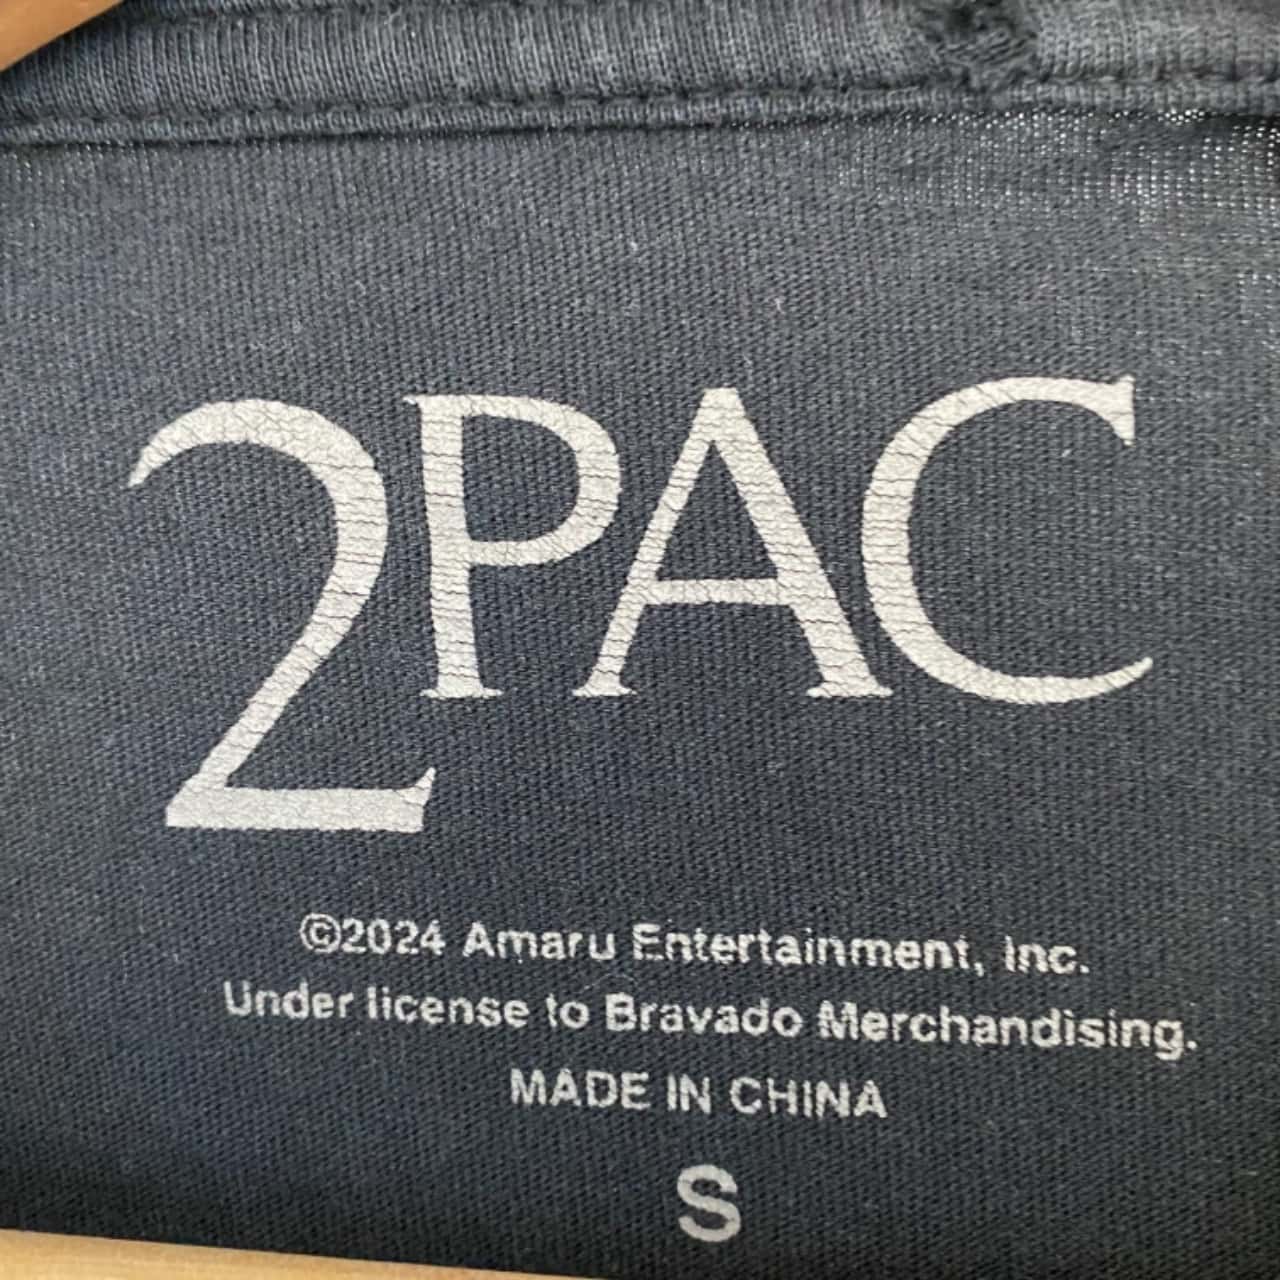 2PAC
©2024 Amaru Entertainment, Inc.
Under license to Bravado Merchandising.
MADE IN CHINA
S